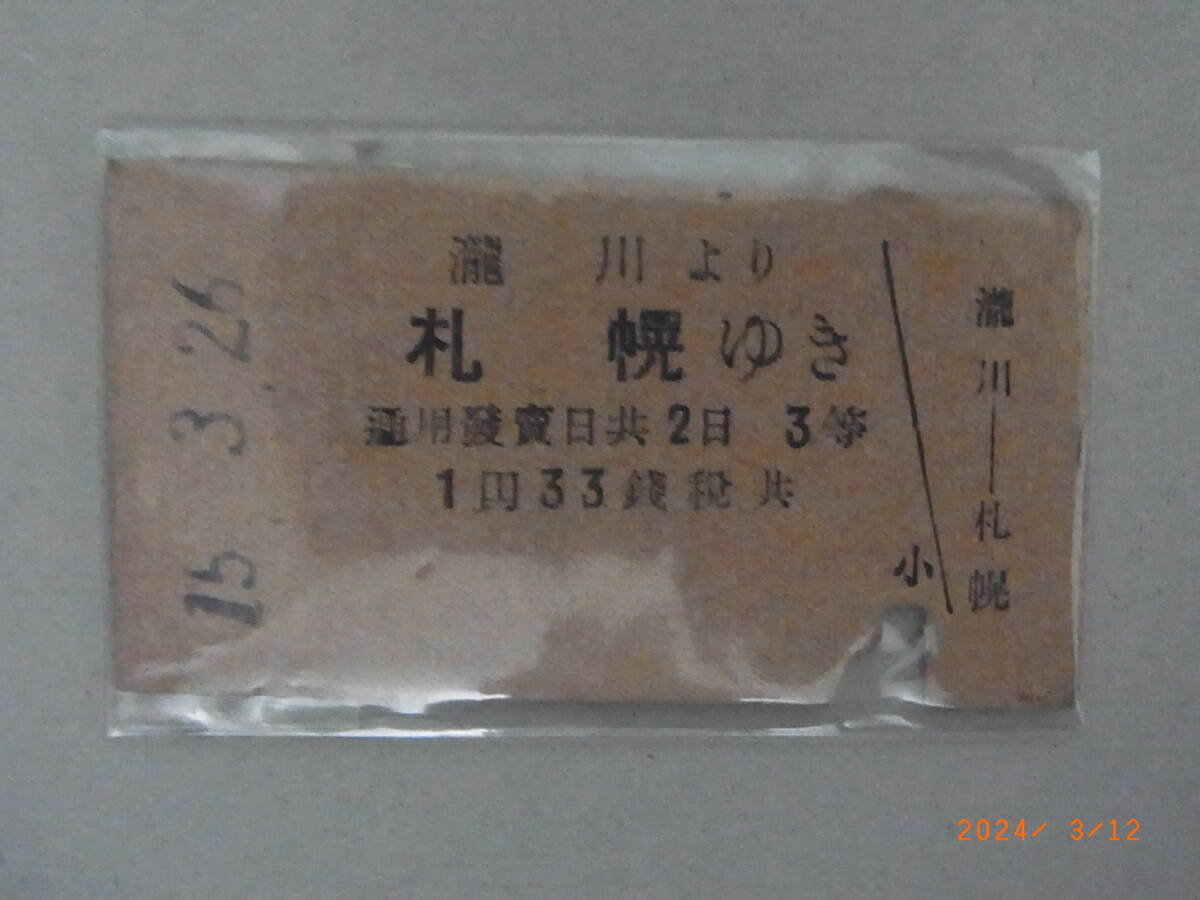 15 3 26
瀧川より
札幌ゆき
通用發賣日共2日 3等
1円33銭税共
小
瀧川―札幌
2024/ 3/12